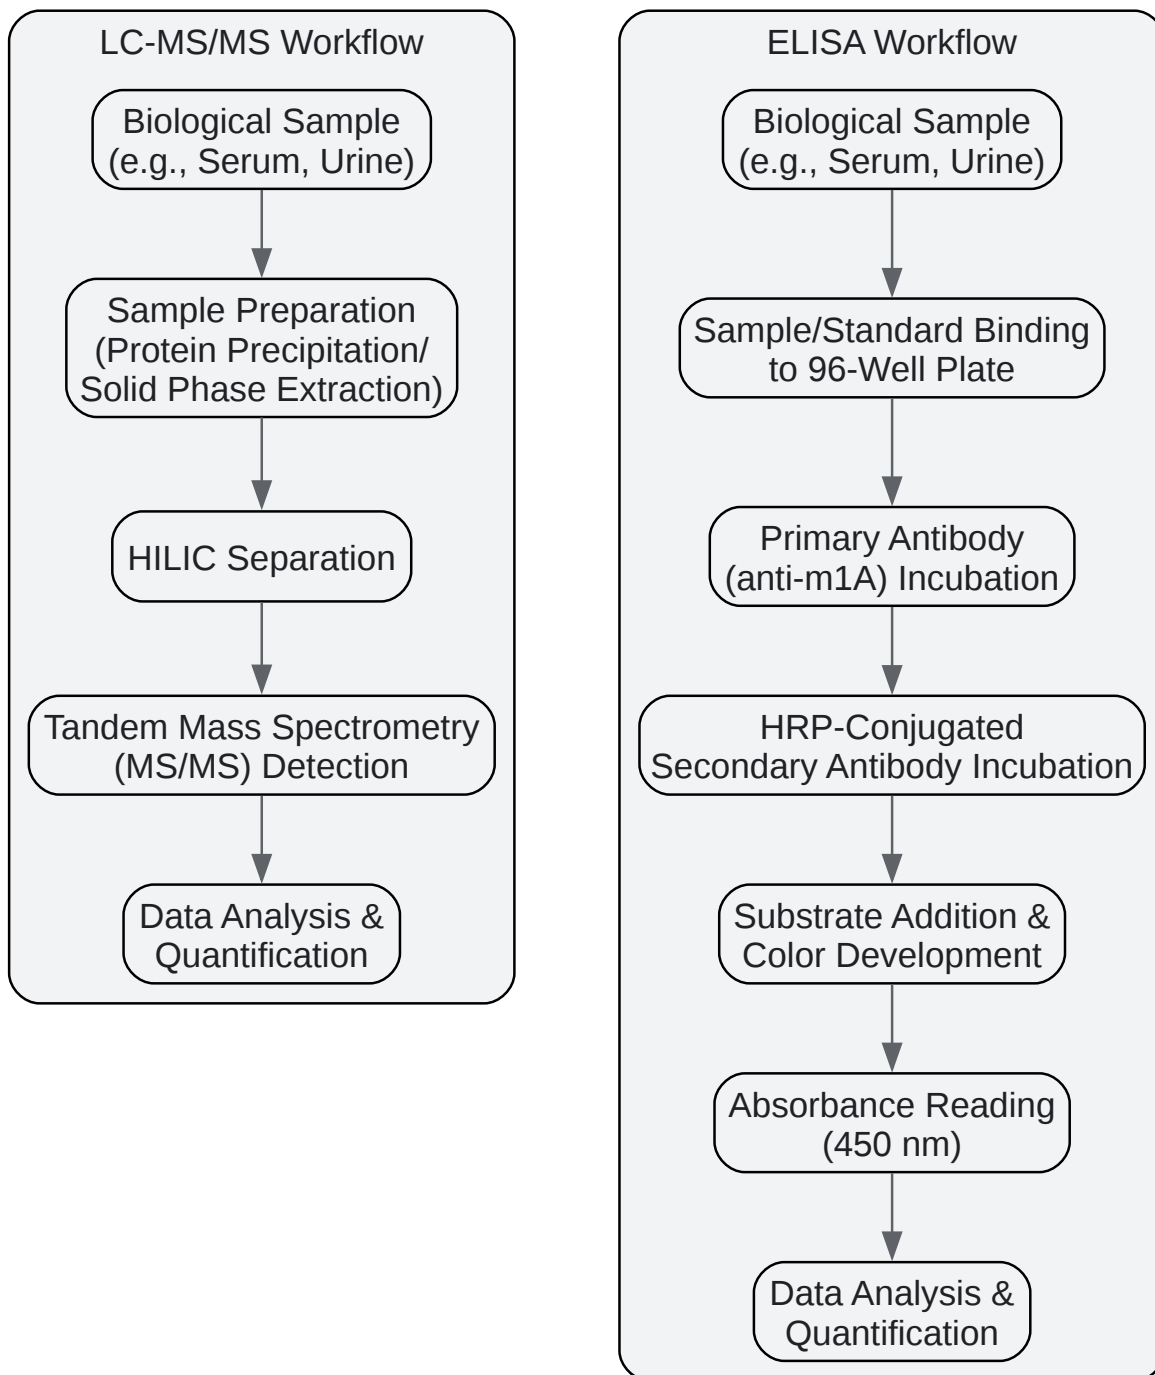 LC-MS/MS Workflow
Biological Sample
(e.g., Serum, Urine)
Sample Preparation
(Protein Precipitation/
Solid Phase Extraction)
HILIC Separation
Tandem Mass Spectrometry
(MS/MS) Detection
Data Analysis &
Quantification
ELISA Workflow
Biological Sample
(e.g., Serum, Urine)
Sample/Standard Binding
to 96-Well Plate
Primary Antibody
(anti-m1A) Incubation
HRP-Conjugated
Secondary Antibody Incubation
Substrate Addition &
Color Development
Absorbance Reading
(450 nm)
Data Analysis &
Quantification